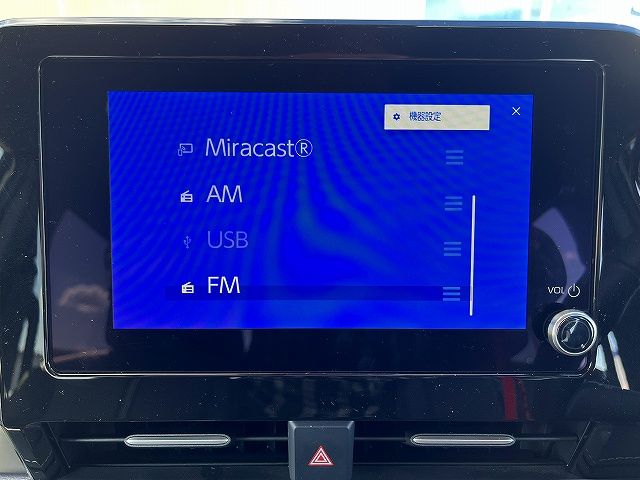 機器設定
Miracast®
AM
USB
FM
VOL